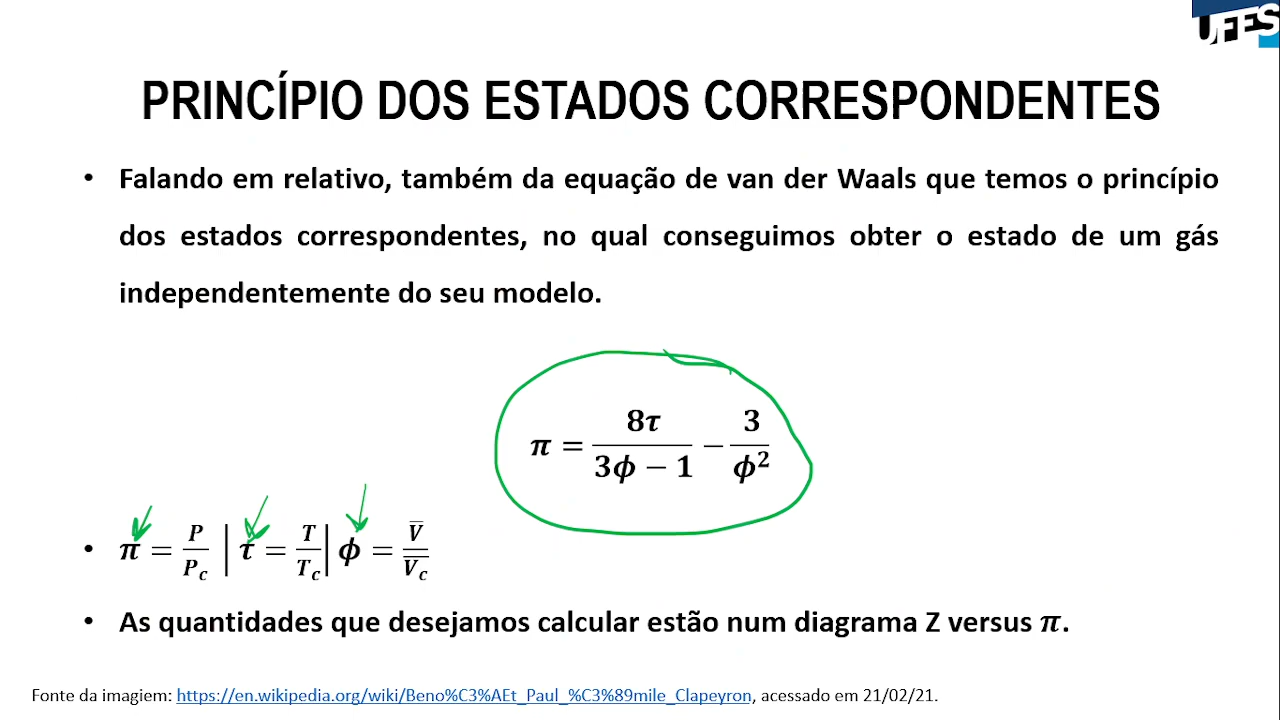 UFES
PRINCÍPIO DOS ESTADOS CORRESPONDENTES
• Falando em relativo, também da equação de van der Waals que temos o princípio
dos estados correspondentes, no qual conseguimos obter o estado de um gás
independentemente do seu modelo.
π = 8τ/(3ϕ − 1) − 3/ϕ²
• π = P/P_c | τ = T/T_c | ϕ = V̅/V̅_c
• As quantidades que desejamos calcular estão num diagrama Z versus π.
Fonte da imagiem: https://en.wikipedia.org/wiki/Beno%C3%AEt_Paul_%C3%89mile_Clapeyron, acessado em 21/02/21.